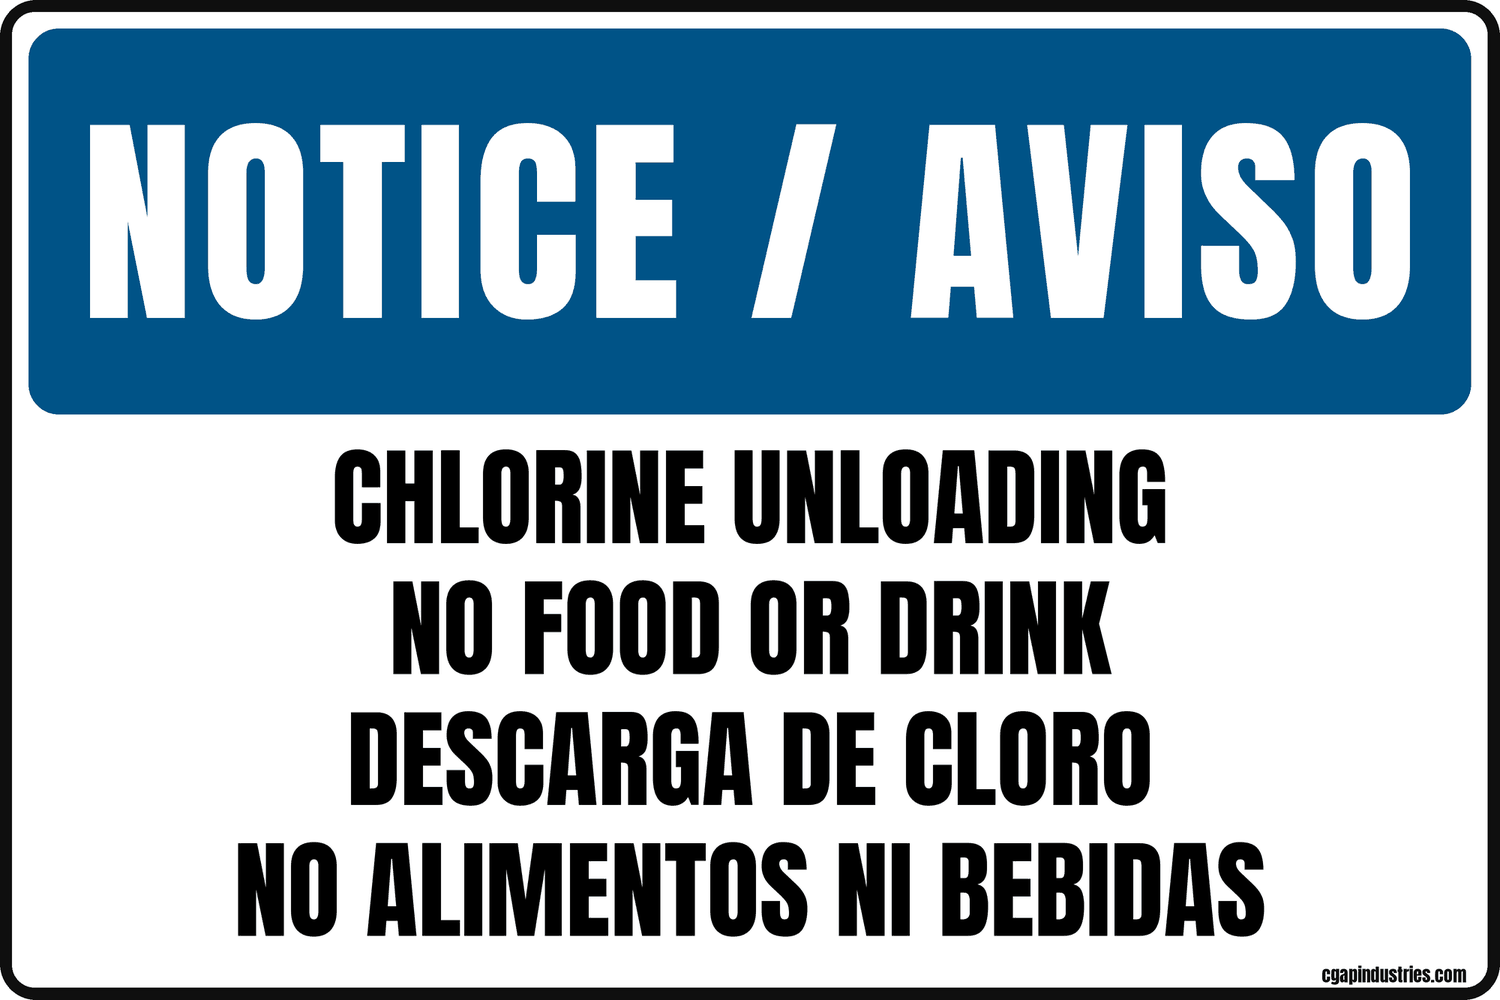 NOTICE / AVISO
CHLORINE UNLOADING
NO FOOD OR DRINK
DESCARGA DE CLORO
NO ALIMENTOS NI BEBIDAS
cgapindustries.com